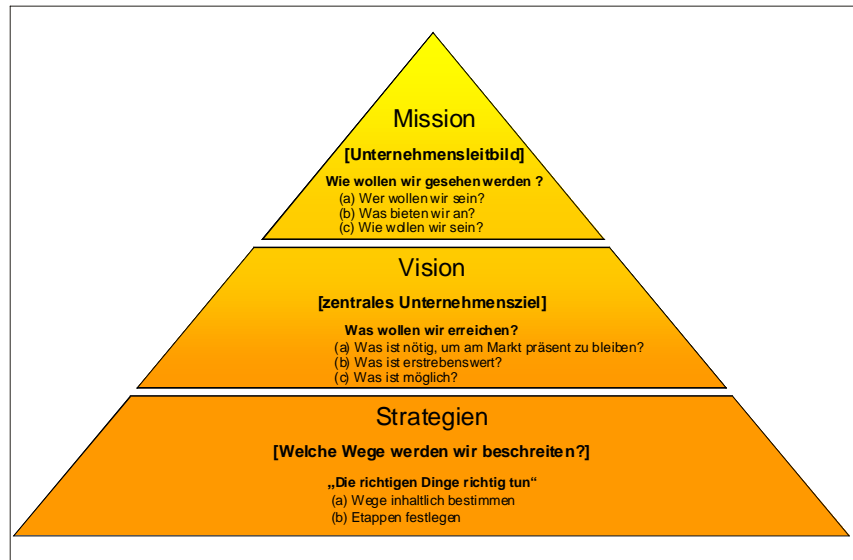 Mission
[Unternehmensleitbild]
Wie wollen wir gesehen werden ?
(a) Wer wollen wir sein?
(b) Was bieten wir an?
(c) Wie wollen wir sein?
Vision
[zentrales Unternehmensziel]
Was wollen wir erreichen?
(a) Was ist nötig, um am Markt präsent zu bleiben?
(b) Was ist erstrebenswert?
(c) Was ist möglich?
Strategien
[Welche Wege werden wir beschreiten?]
„Die richtigen Dinge richtig tun“
(a) Wege inhaltlich bestimmen
(b) Etappen festlegen